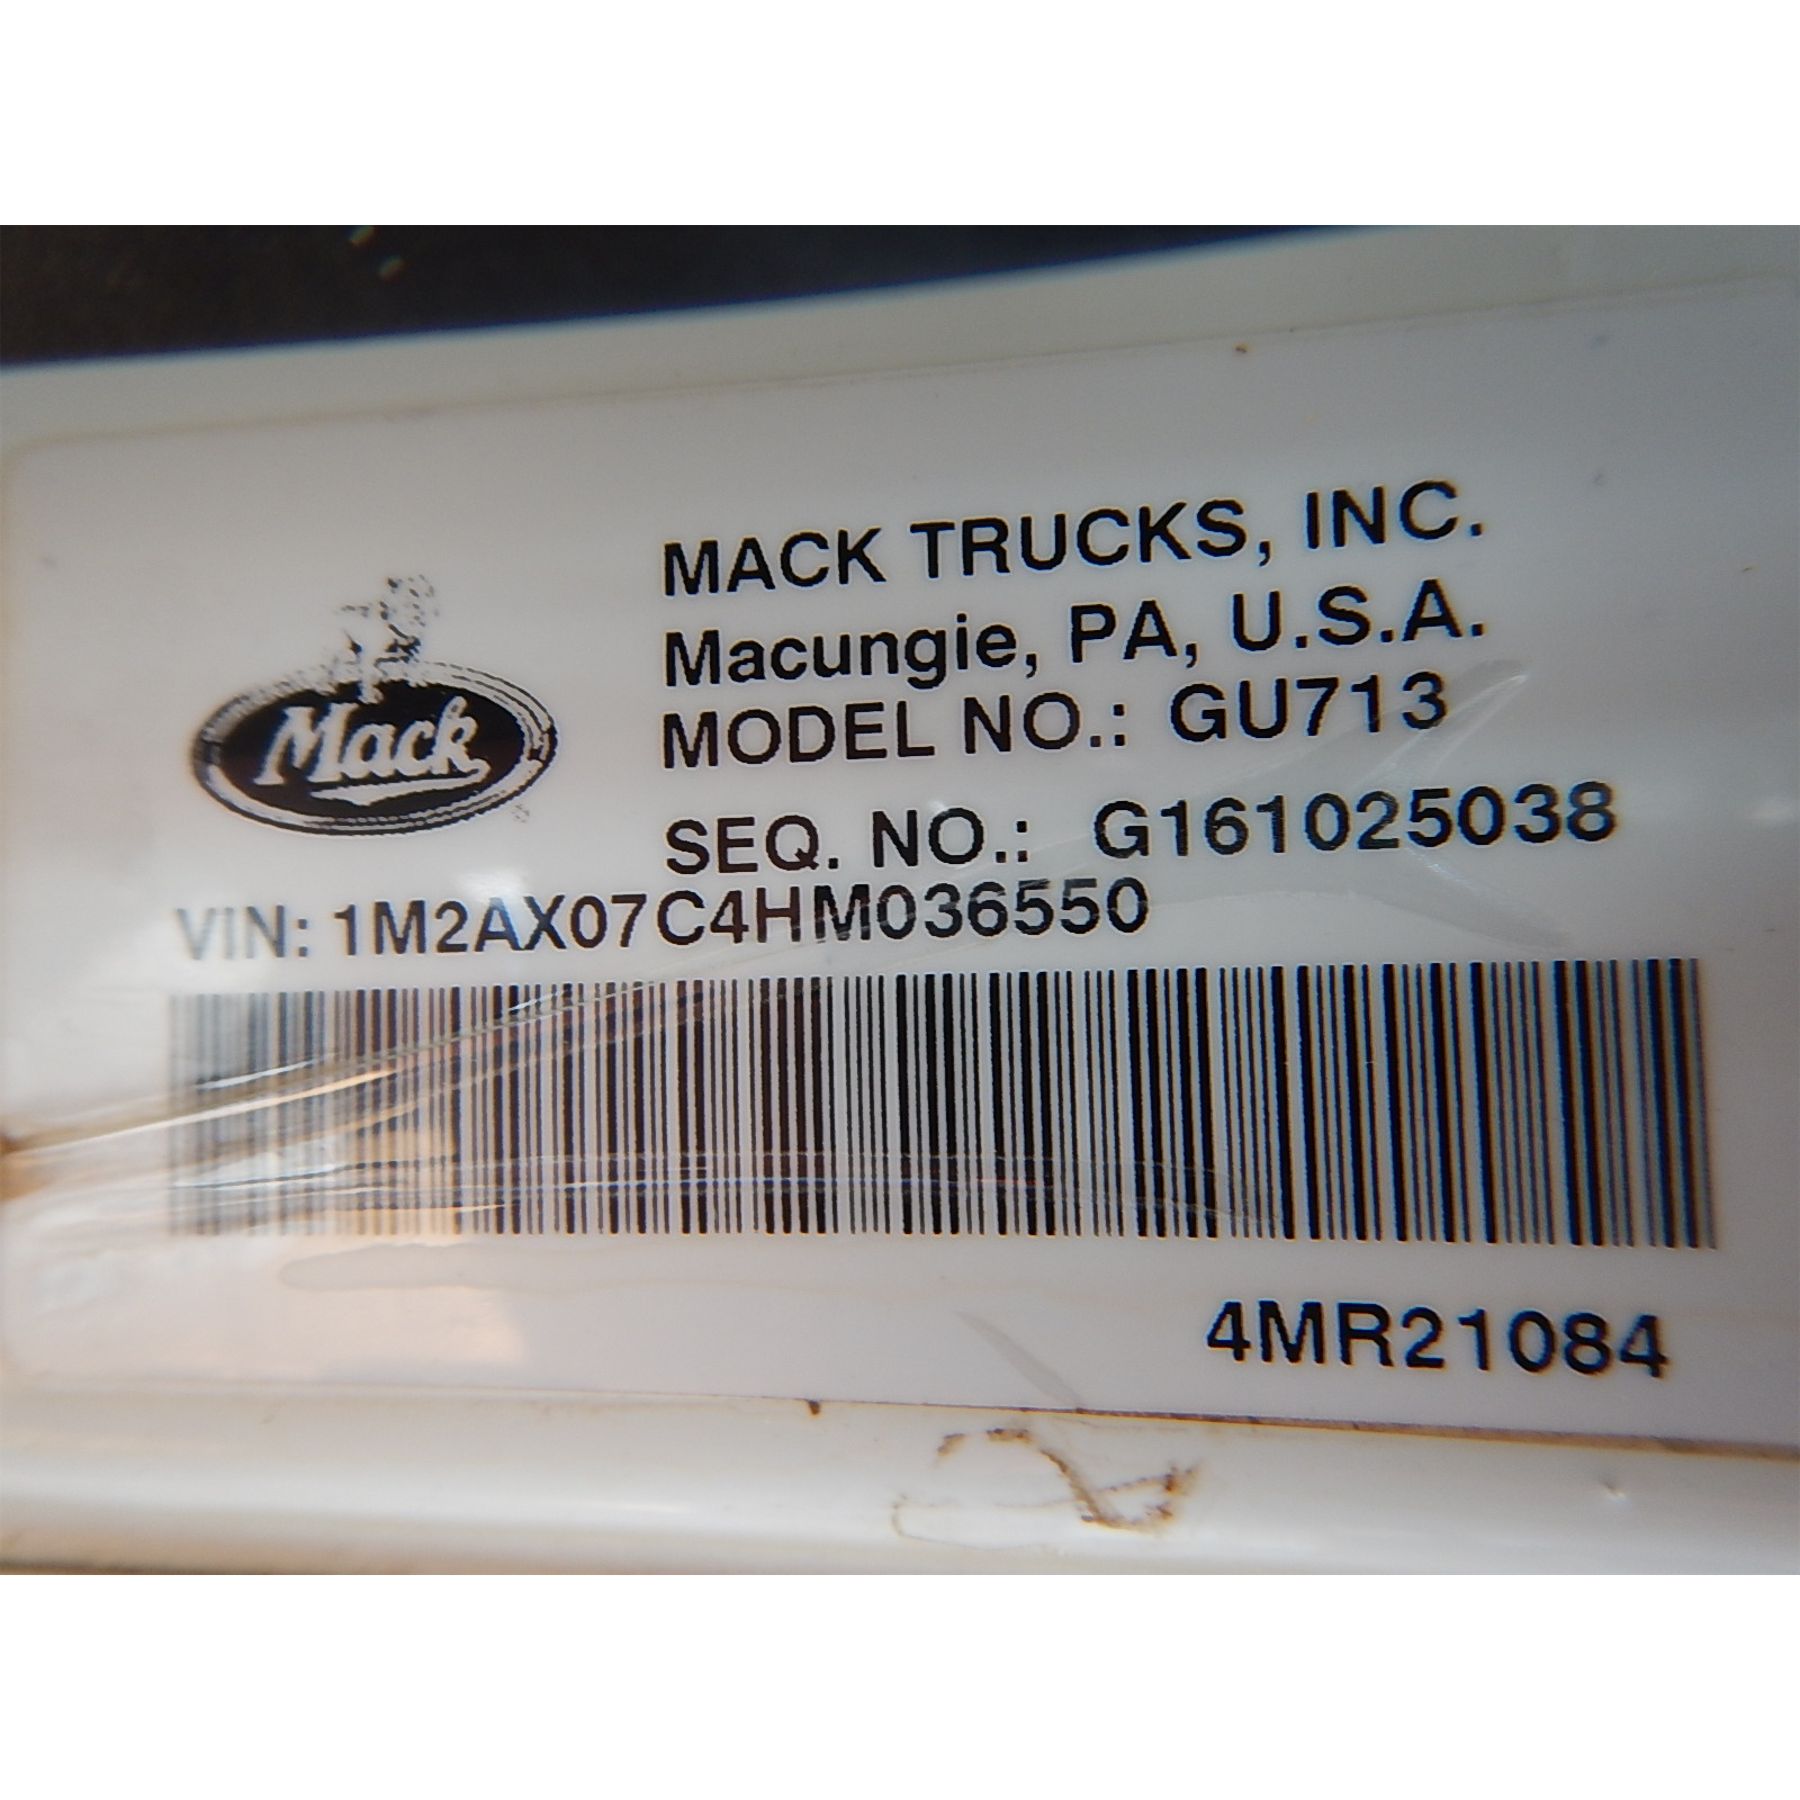 Mack
MACK TRUCKS, INC.
Macungie, PA, U.S.A.
MODEL NO.: GU713
SEQ. NO.: G161025038
VIN: 1M2AX07C4HM036550
4MR21084